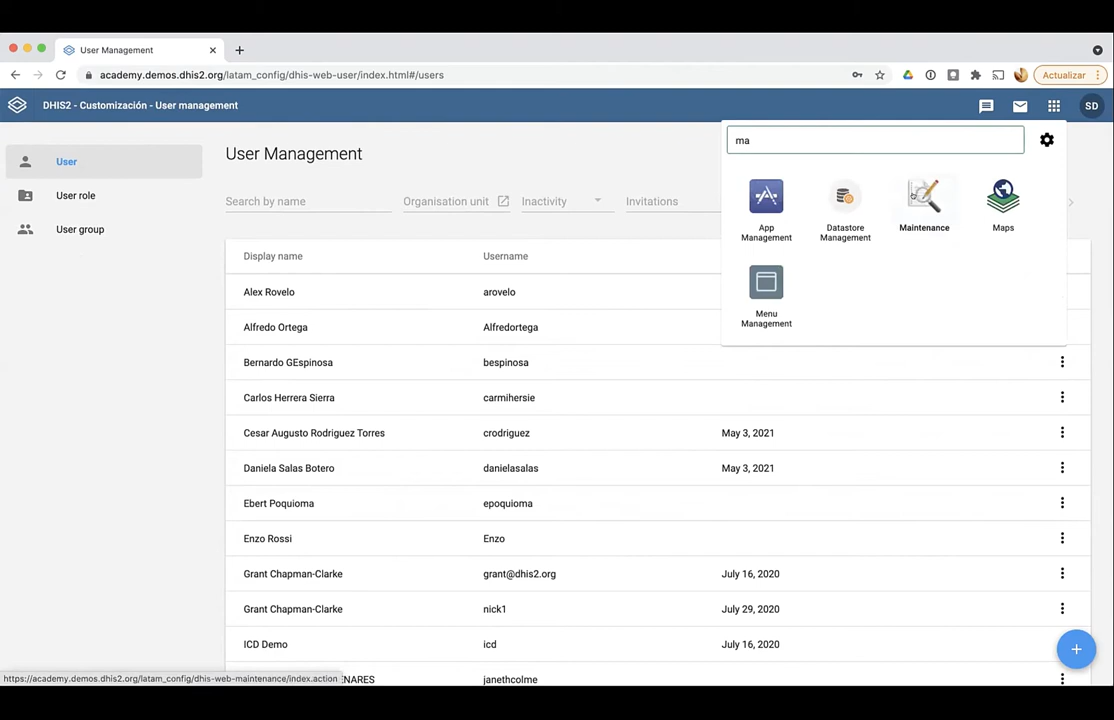 User Management
academy.demos.dhis2.org/latam_config/dhis-web-user/index.html#/users
Actualizar
DHIS2 - Customización - User management
SD
ma
App Management
Datastore Management
Maintenance
Maps
Menu Management
User
User role
User group
User Management
Search by name
Organisation unit
Inactivity
Invitations
Display name
Username
Alex Rovelo
arovelo
Alfredo Ortega
Alfredortega
Bernardo GEspinosa
bespinosa
Carlos Herrera Sierra
carmihersie
Cesar Augusto Rodriguez Torres
crodriguez
May 3, 2021
Daniela Salas Botero
danielasalas
May 3, 2021
Ebert Poquioma
epoquioma
Enzo Rossi
Enzo
Grant Chapman-Clarke
grant@dhis2.org
July 16, 2020
Grant Chapman-Clarke
nick1
July 29, 2020
ICD Demo
icd
July 16, 2020
janethcolme
https://academy.demos.dhis2.org/latam_config/dhis-web-maintenance/index.action